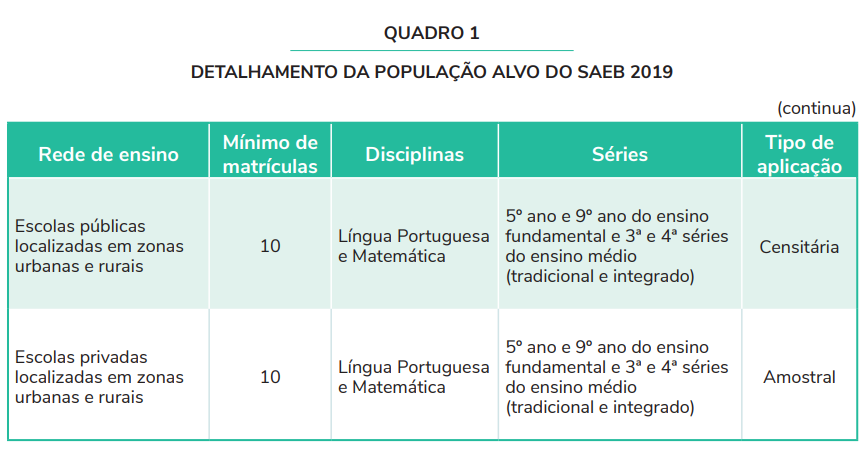 QUADRO 1
DETALHAMENTO DA POPULAÇÃO ALVO DO SAEB 2019
(continua)
Rede de ensino
Mínimo de
matrículas
Disciplinas
Séries
Tipo de
aplicação
Escolas públicas
localizadas em zonas
urbanas e rurais
10
Língua Portuguesa
e Matemática
5º ano e 9º ano do ensino
fundamental e 3ª e 4ª séries
do ensino médio
(tradicional e integrado)
Censitária
Escolas privadas
localizadas em zonas
urbanas e rurais
10
Língua Portuguesa
e Matemática
5º ano e 9º ano do ensino
fundamental e 3ª e 4ª séries
do ensino médio
(tradicional e integrado)
Amostral